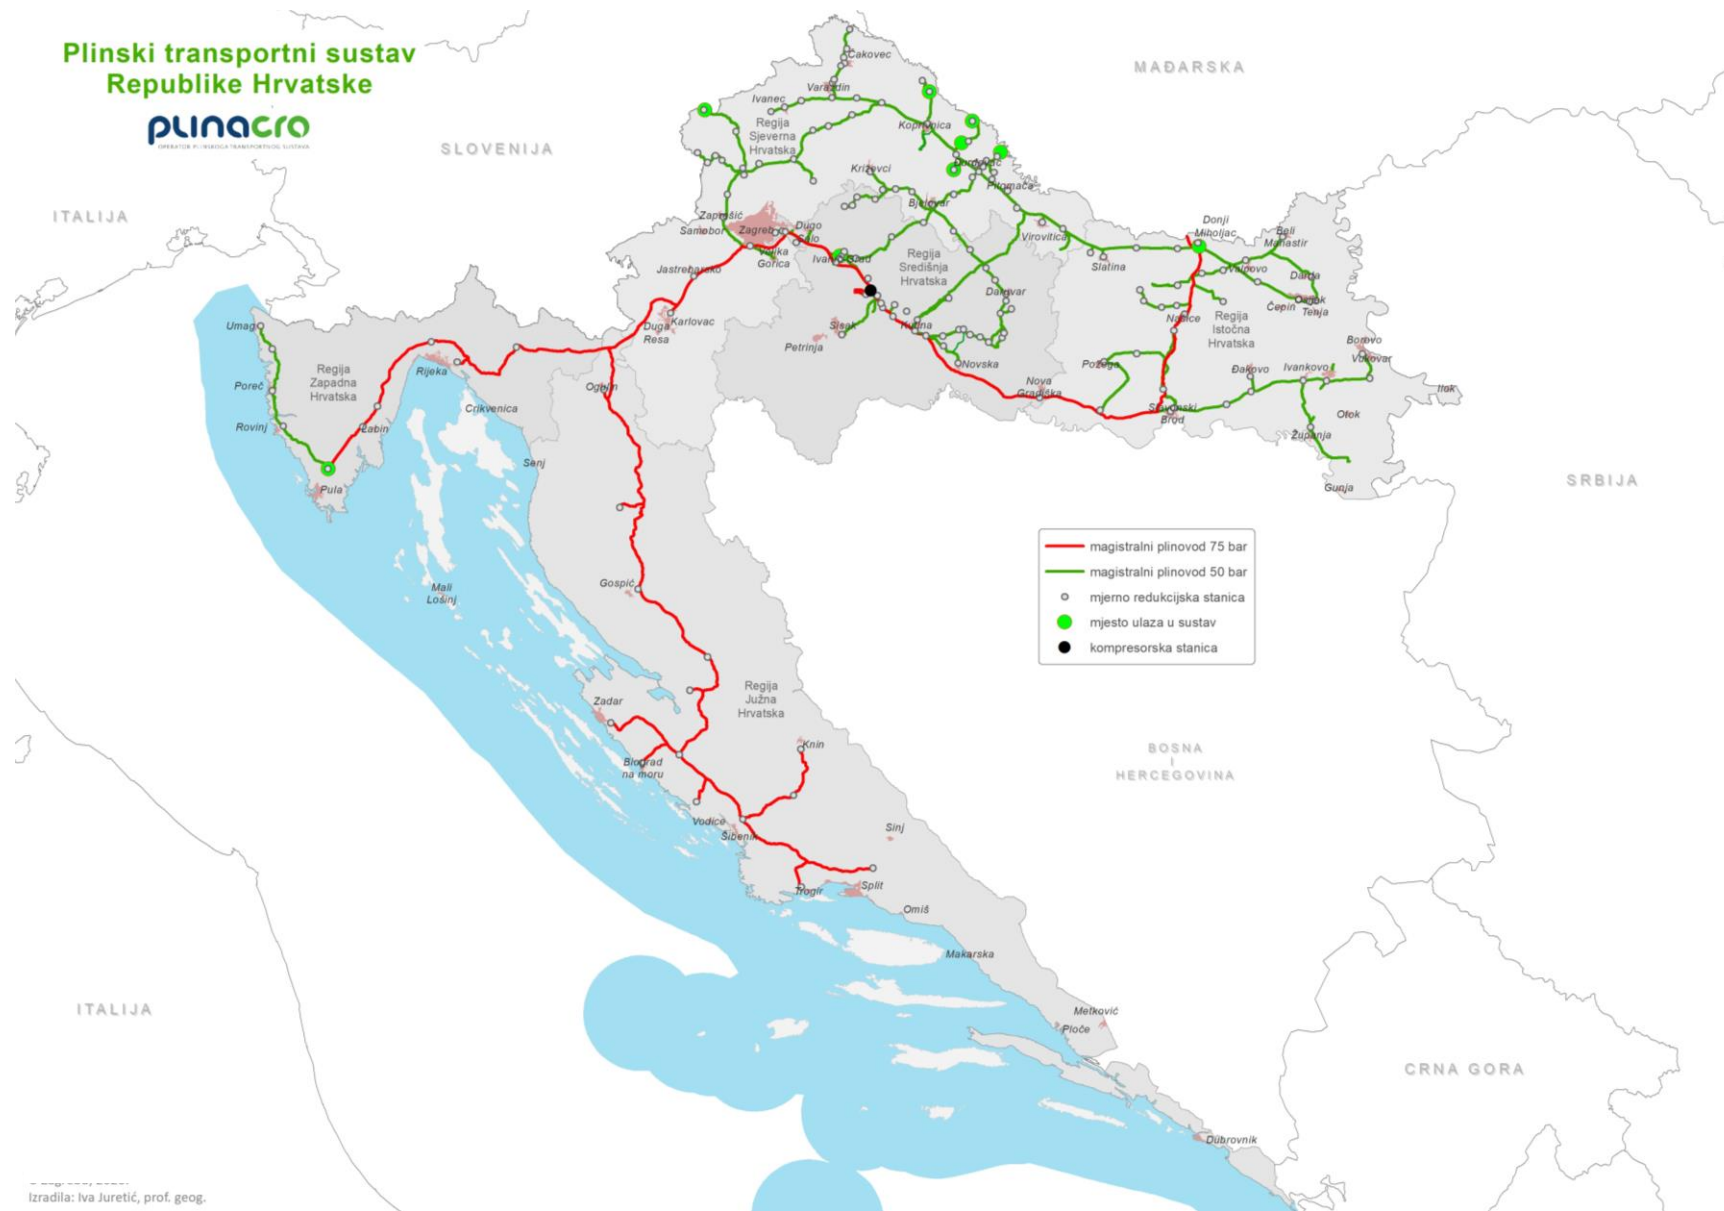 Plinski transportni sustav
Republike Hrvatske
plinacro
OPERATOR PLINSKOGA TRANSPORTNOG SUSTAVA
MAĐARSKA
SLOVENIJA
ITALIJA
Čakovec
Varaždin
Ivanec
Regija
Sjeverna
Hrvatska
Koprivnica
Đurđevac
Križevci
Pitomača
Zaprešić
Samobor
Zagreb
Dugo
Selo
Velika
Gorica
Bjelovar
Virovitica
Donji
Miholjac
Beli
Manastir
Slatina
Valpovo
Darda
Čepin
Osijek
Tenja
Ivanić Grad
Regija
Središnja
Hrvatska
Jastrebarsko
Daruvar
Našice
Regija
Istočna
Hrvatska
Karlovac
Duga
Resa
Sisak
Petrinja
Kutina
Novska
Borovo
Vukovar
Umag
Rijeka
Regija
Zapadna
Hrvatska
Poreč
Ogulin
Crikvenica
Požega
Đakovo
Ivankovo
Ilok
Nova
Gradiška
Slavonski
Brod
Otok
Rovinj
Labin
Županja
Senj
Pula
Gunja
SRBIJA
magistralni plinovod 75 bar
magistralni plinovod 50 bar
mjerno redukcijska stanica
mjesto ulaza u sustav
kompresorska stanica
Mali
Lošinj
Gospić
Zadar
Regija
Južna
Hrvatska
Knin
Biograd
na moru
BOSNA
I
HERCEGOVINA
Vodice
Šibenik
Sinj
Trogir
Split
Omiš
Makarska
Metković
Ploče
ITALIJA
CRNA GORA
Dubrovnik
Izradila: Iva Juretić, prof. geog.